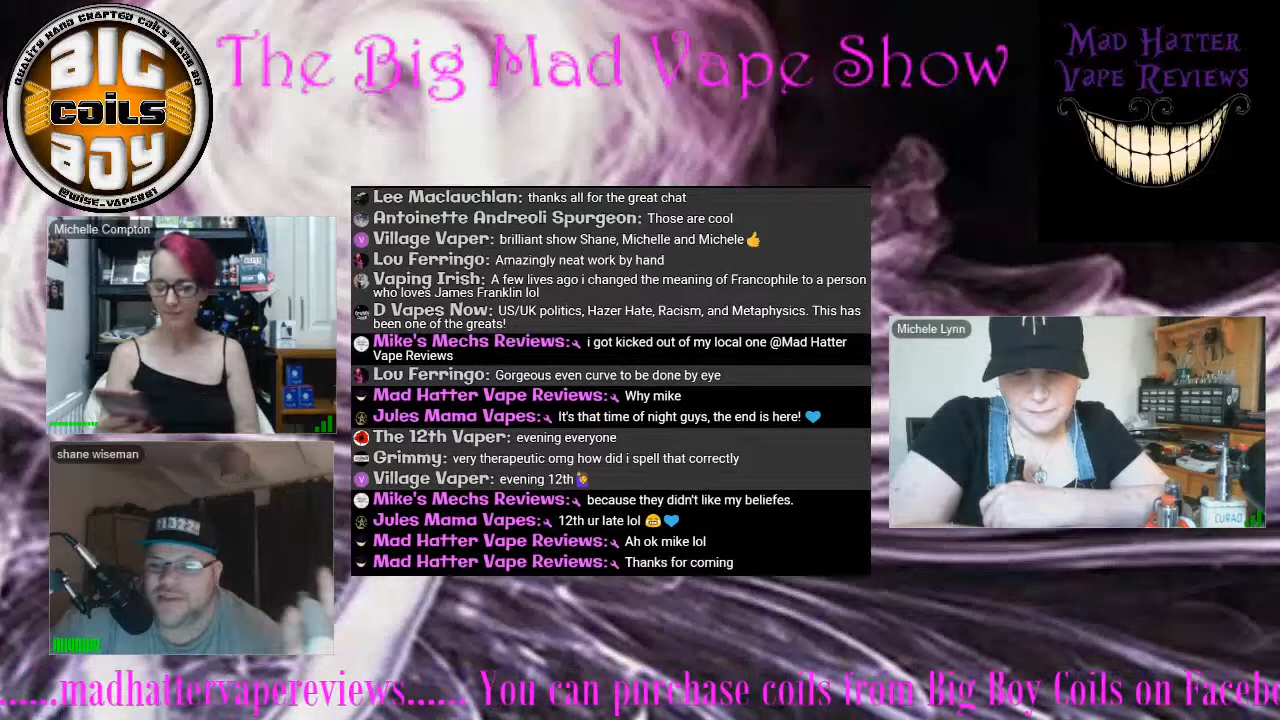 QUALITY HAND CRAFTED COILS MADE BY
BIG
COILS
BOY
@WISE_VAPER81
The Big Mad Vape Show
Mad Hatter
Vape Reviews
Michelle Compton
shane wiseman
Lee Maclauchlan: thanks all for the great chat
Antoinette Andreoli Spurgeon: Those are cool
Village Vaper: brilliant show Shane, Michelle and Michele👍
Lou Ferringo: Amazingly neat work by hand
Vaping Irish: A few lives ago i changed the meaning of Francophile to a person
who loves James Franklin lol
D Vapes Now: US/UK politics, Hazer Hate, Racism, and Metaphysics. This has
been one of the greats!
Mike's Mechs Reviews: i got kicked out of my local one @Mad Hatter
Vape Reviews
Lou Ferringo: Gorgeous even curve to be done by eye
Mad Hatter Vape Reviews: Why mike
Jules Mama Vapes: It's that time of night guys, the end is here! 💙
The 12th Vaper: evening everyone
Grimmy: very therapeutic omg how did i spell that correctly
Village Vaper: evening 12th🙋
Mike's Mechs Reviews: because they didn't like my beliefes.
Jules Mama Vapes: 12th ur late lol 😂💙
Mad Hatter Vape Reviews: Ah ok mike lol
Mad Hatter Vape Reviews: Thanks for coming
Michele Lynn
......madhattervapereviews...... You can purchase coils from Big Boy Coils on Facebo